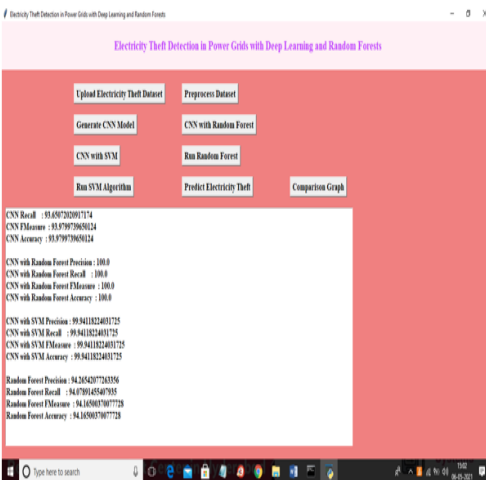 Electricity Theft Detection in Power Grids with Deep Learning and Random Forests
Electricity Theft Detection in Power Grids with Deep Learning and Random Forests
Upload Electricity Theft Dataset
Preprocess Dataset
Generate CNN Model
CNN with Random Forest
CNN with SVM
Run Random Forest
Run SVM Algorithm
Predict Electricity Theft
Comparison Graph
CNN Recall : 93.65072020917174
CNN FMeasure : 93.9799739650124
CNN Accuracy : 93.9799739650124
CNN with Random Forest Precision : 100.0
CNN with Random Forest Recall : 100.0
CNN with Random Forest FMeasure : 100.0
CNN with Random Forest Accuracy : 100.0
CNN with SVM Precision : 99.94118224031725
CNN with SVM Recall : 99.94118224031725
CNN with SVM FMeasure : 99.94118224031725
CNN with SVM Accuracy : 99.94118224031725
Random Forest Precision : 94.26542077263356
Random Forest Recall : 94.07891455407935
Random Forest FMeasure : 94.16500370077728
Random Forest Accuracy : 94.16500370077728
Type here to search
15:02
06-05-2021